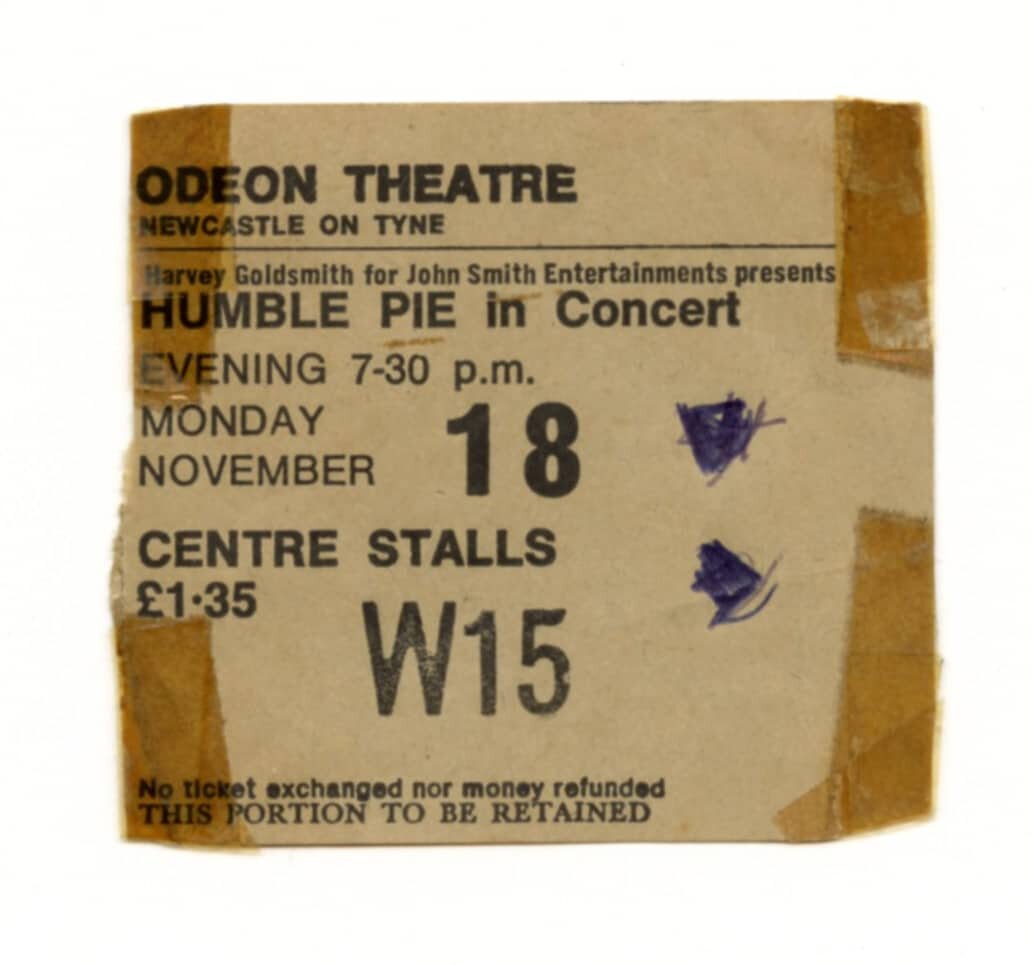 ODEON THEATRE
NEWCASTLE ON TYNE
Harvey Goldsmith for John Smith Entertainments presents
HUMBLE PIE in Concert
EVENING 7-30 p.m.
MONDAY
NOVEMBER 18
CENTRE STALLS
£1·35
W15
No ticket exchanged nor money refunded
THIS PORTION TO BE RETAINED